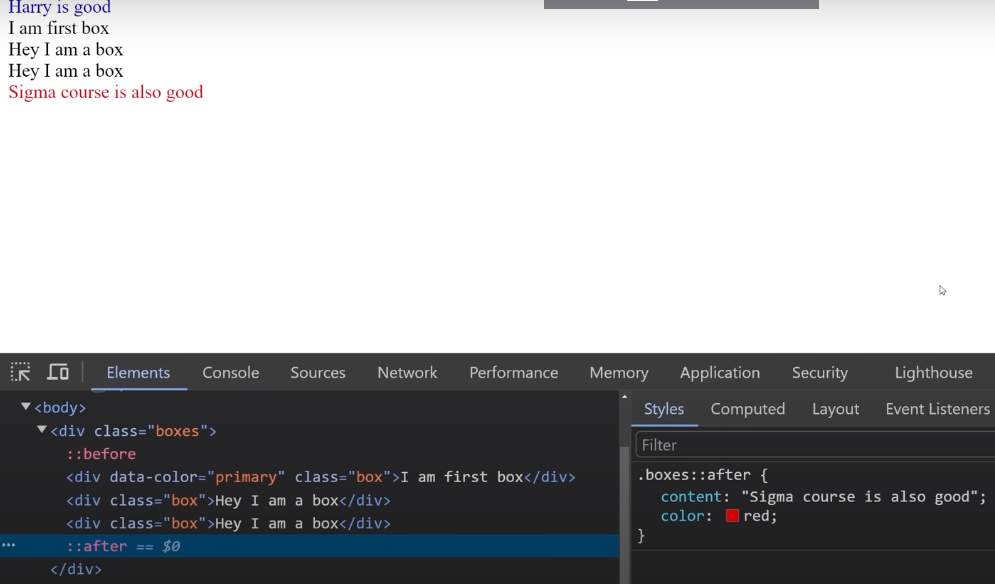 Harry is good
I am first box
Hey I am a box
Hey I am a box
Sigma course is also good
Elements Console Sources Network Performance Memory Application Security Lighthouse
<body>
<div class="boxes">
::before
<div data-color="primary" class="box">I am first box</div>
<div class="box">Hey I am a box</div>
<div class="box">Hey I am a box</div>
::after == $0
</div>
Styles Computed Layout Event Listeners
Filter
.boxes::after {
content: "Sigma course is also good";
color: red;
}